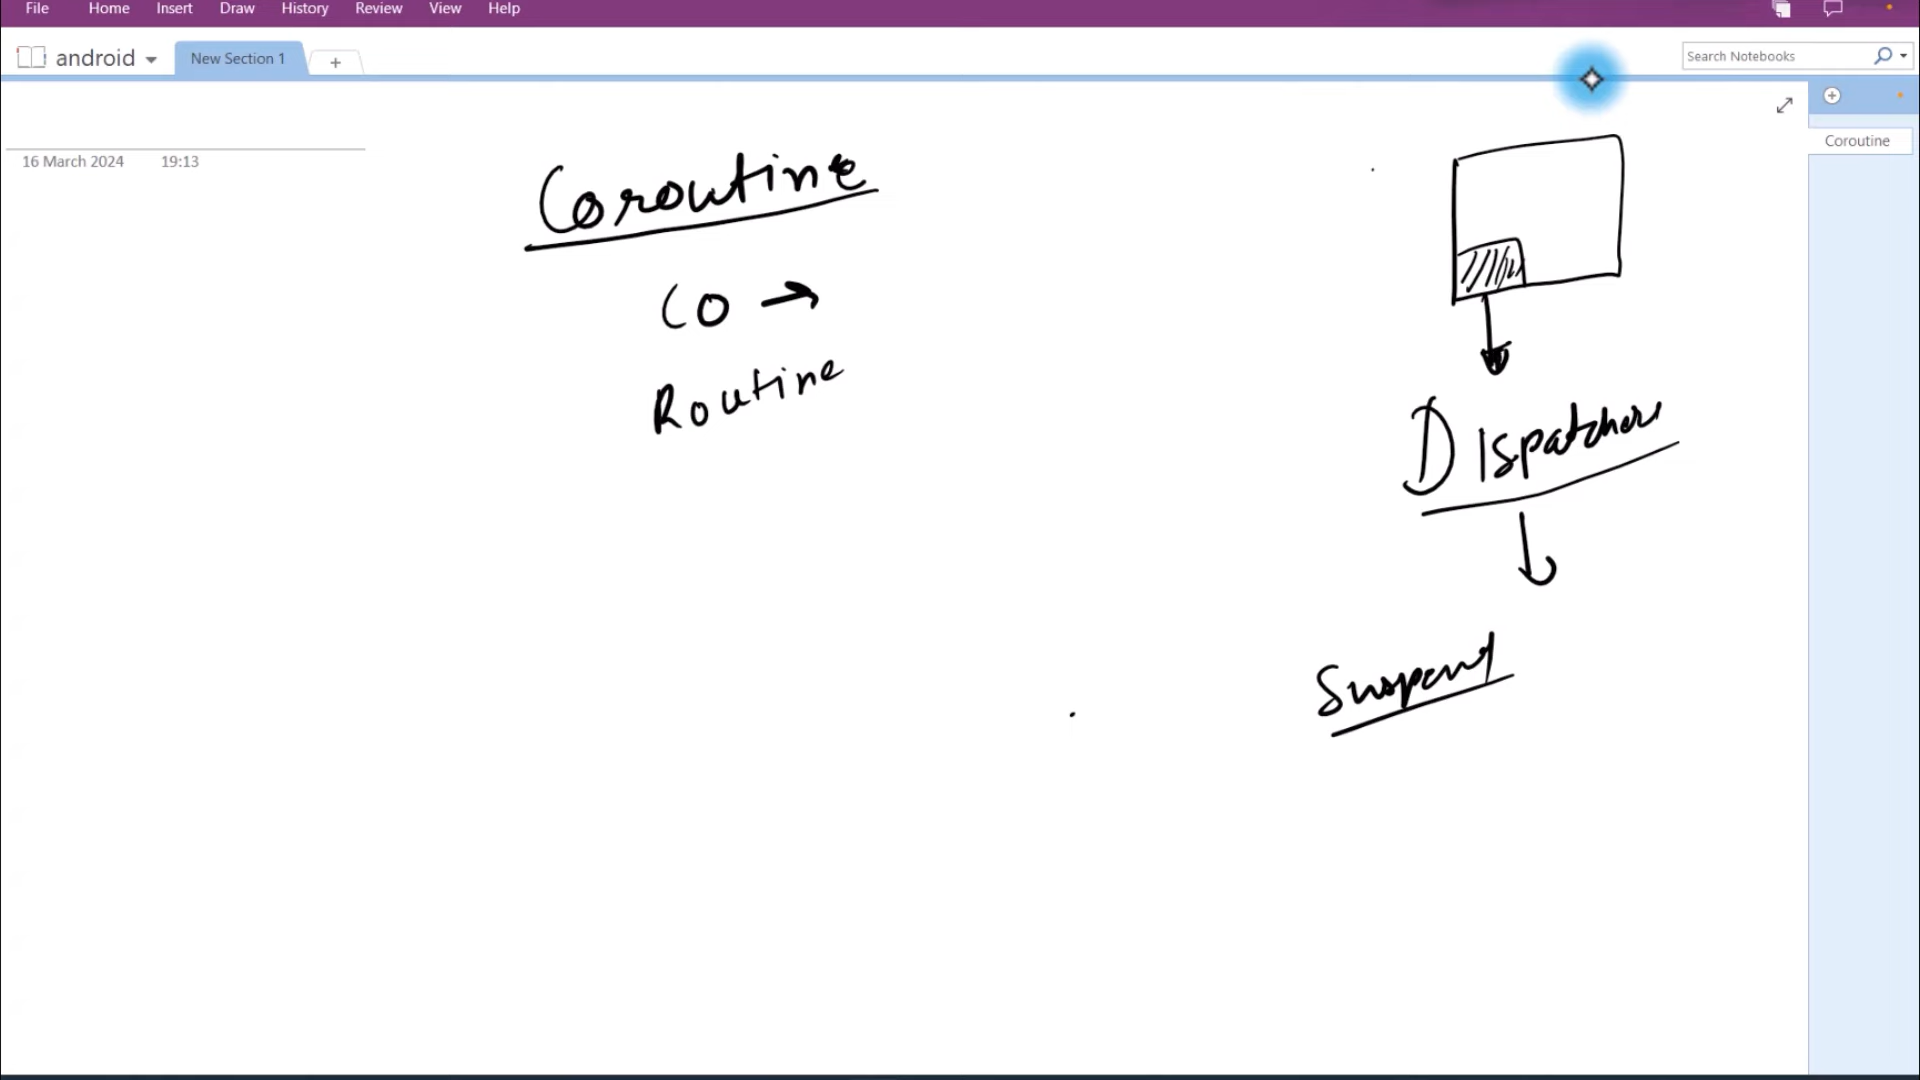 File Home Insert Draw History Review View Help
android New Section 1 +
Search Notebooks
Coroutine
16 March 2024 19:13
Coroutine
CO →
Routine
Dispatcher
Suspend